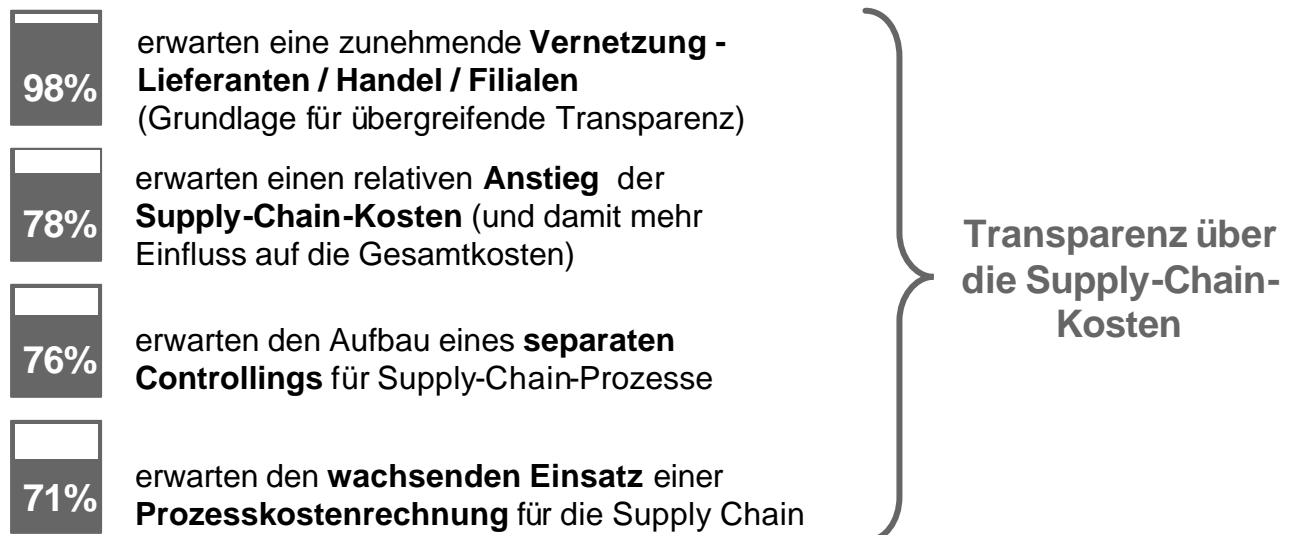 98%
erwarten eine zunehmende Vernetzung -
Lieferanten / Handel / Filialen
(Grundlage für übergreifende Transparenz)
78%
erwarten einen relativen Anstieg der
Supply-Chain-Kosten (und damit mehr
Einfluss auf die Gesamtkosten)
76%
erwarten den Aufbau eines separaten
Controllings für Supply-Chain-Prozesse
71%
erwarten den wachsenden Einsatz einer
Prozesskostenrechnung für die Supply Chain
Transparenz über
die Supply-Chain-
Kosten